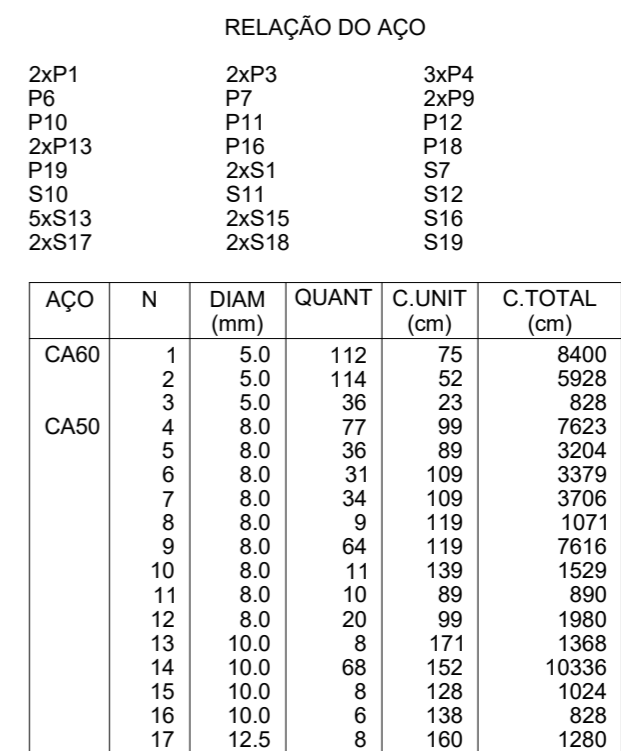 RELAÇÃO DO AÇO
2xP1 2xP3 3xP4
P6 P7 2xP9
P10 P11 P12
2xP13 P16 P18
P19 2xS1 S7
S10 S11 S12
5xS13 2xS15 S16
2xS17 2xS18 S19
AÇO N DIAM QUANT C.UNIT C.TOTAL
(mm) (cm) (cm)
CA60 1 5.0 112 75 8400
2 5.0 114 52 5928
3 5.0 36 23 828
CA50 4 8.0 77 99 7623
5 8.0 36 89 3204
6 8.0 31 109 3379
7 8.0 34 109 3706
8 8.0 9 119 1071
9 8.0 64 119 7616
10 8.0 11 139 1529
11 8.0 10 89 890
12 8.0 20 99 1980
13 10.0 8 171 1368
14 10.0 68 152 10336
15 10.0 8 128 1024
16 10.0 6 138 828
17 12.5 8 160 1280